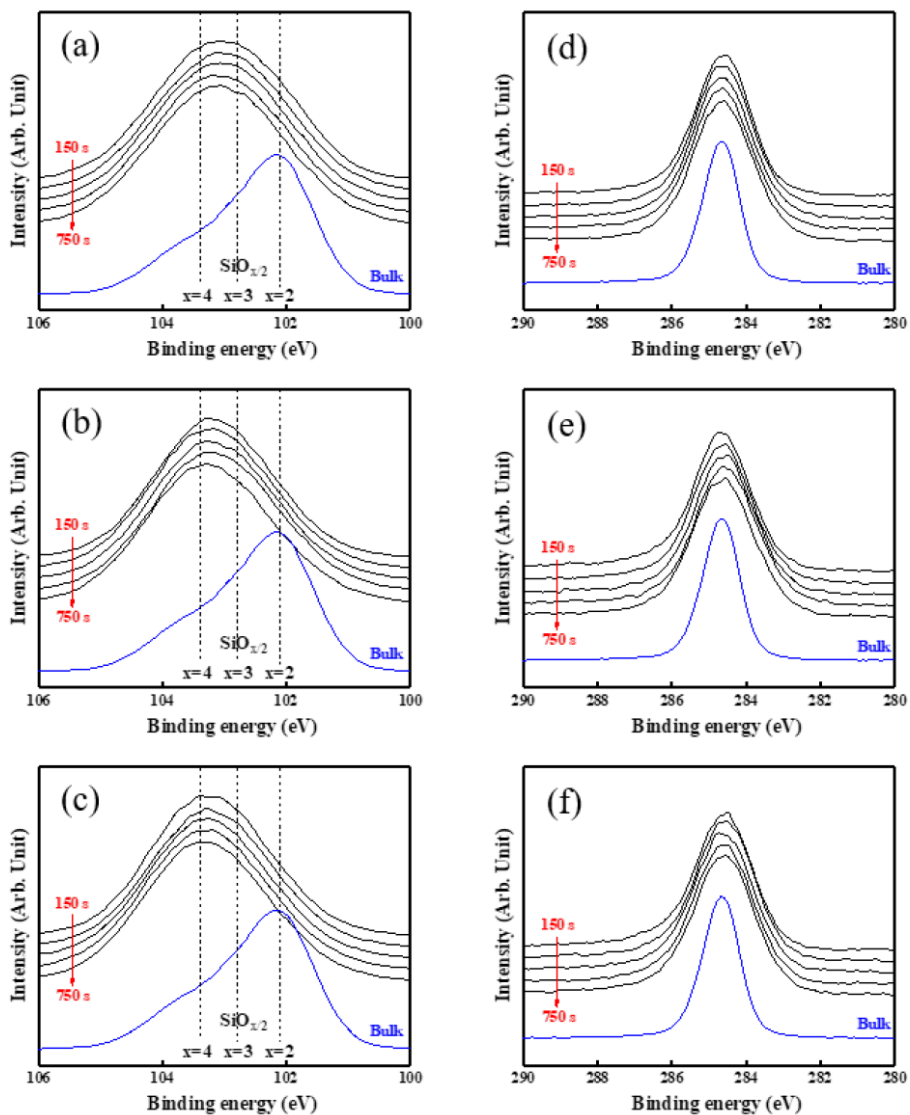 (a)
Intensity (Arb. Unit)
150 s
750 s
SiOx/2
x=4 x=3 x=2
Bulk
106 104 102 100
Binding energy (eV)
(d)
Intensity (Arb. Unit)
150 s
750 s
Bulk
290 288 286 284 282 280
Binding energy (eV)
(b)
Intensity (Arb. Unit)
150 s
750 s
SiOx/2
x=4 x=3 x=2
Bulk
106 104 102 100
Binding energy (eV)
(e)
Intensity (Arb. Unit)
150 s
750 s
Bulk
290 288 286 284 282 280
Binding energy (eV)
(c)
Intensity (Arb. Unit)
150 s
750 s
SiOx/2
x=4 x=3 x=2
Bulk
106 104 102 100
Binding energy (eV)
(f)
Intensity (Arb. Unit)
150 s
750 s
Bulk
290 288 286 284 282 280
Binding energy (eV)